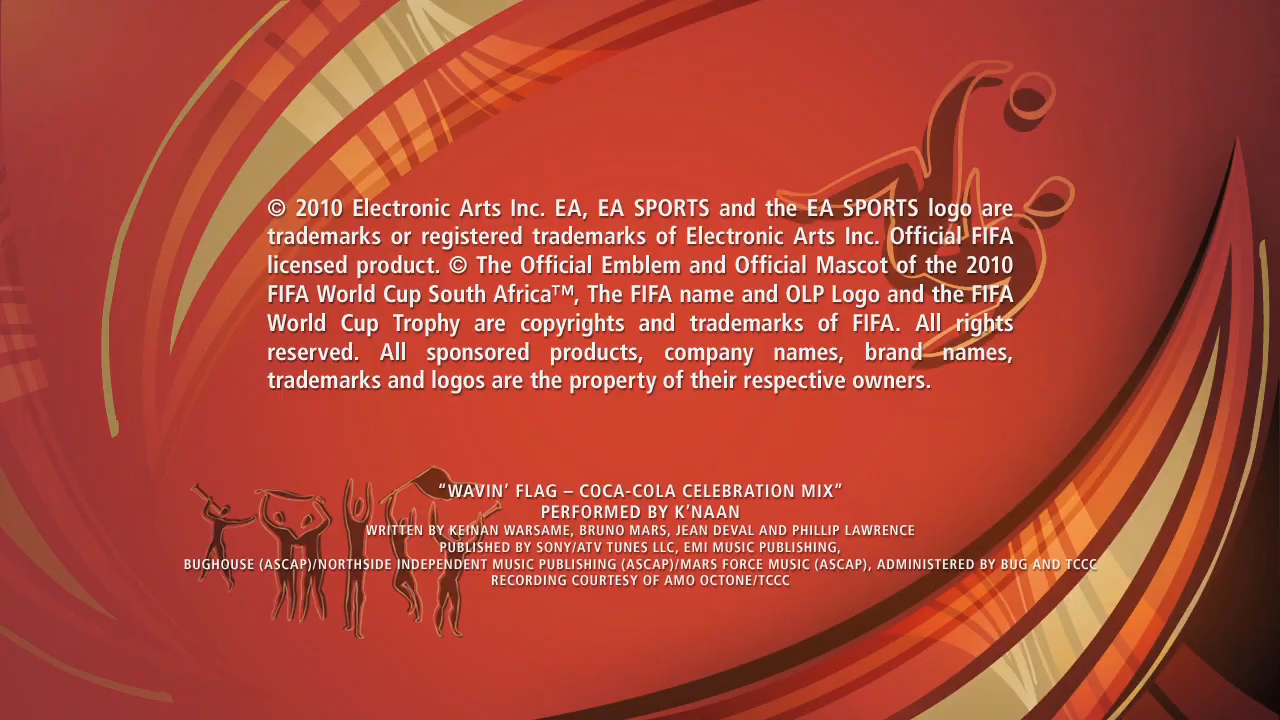 © 2010 Electronic Arts Inc. EA, EA SPORTS and the EA SPORTS logo are
trademarks or registered trademarks of Electronic Arts Inc. Official FIFA
licensed product. © The Official Emblem and Official Mascot of the 2010
FIFA World Cup South Africa™, The FIFA name and OLP Logo and the FIFA
World Cup Trophy are copyrights and trademarks of FIFA. All rights
reserved. All sponsored products, company names, brand names,
trademarks and logos are the property of their respective owners.
“WAVIN’ FLAG – COCA-COLA CELEBRATION MIX”
PERFORMED BY K’NAAN
WRITTEN BY KEINAN WARSAME, BRUNO MARS, JEAN DEVAL AND PHILLIP LAWRENCE
PUBLISHED BY SONY/ATV TUNES LLC, EMI MUSIC PUBLISHING,
BUGHOUSE (ASCAP)/NORTHSIDE INDEPENDENT MUSIC PUBLISHING (ASCAP)/MARS FORCE MUSIC (ASCAP), ADMINISTERED BY BUG AND TCCC
RECORDING COURTESY OF AMO OCTONE/TCCC